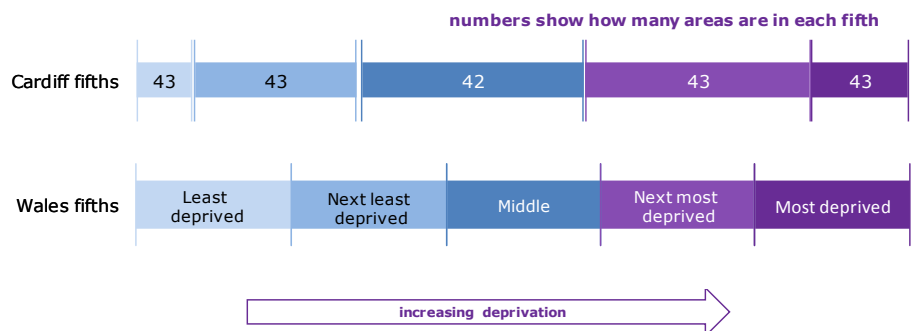 numbers show how many areas are in each fifth
Cardiff fifths
43
43
42
43
43
Wales fifths
Least
deprived
Next least
deprived
Middle
Next most
deprived
Most deprived
increasing deprivation